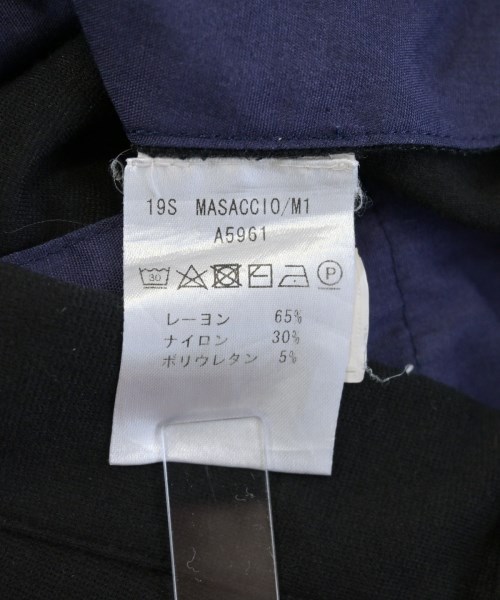 19S MASACCIO/M1
A5961
30 P
レーヨン 65%
ナイロン 30%
ポリウレタン 5%